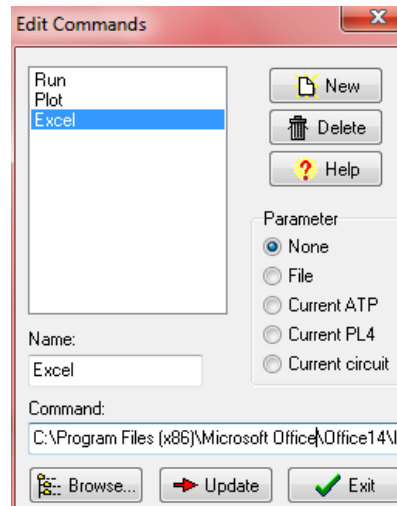 Edit Commands
Run
Plot
Excel
New
Delete
Help
Parameter
None
File
Current ATP
Current PL4
Current circuit
Name:
Excel
Command:
C:\Program Files (x86)\Microsoft Office\Office14\
Browse...
Update
Exit